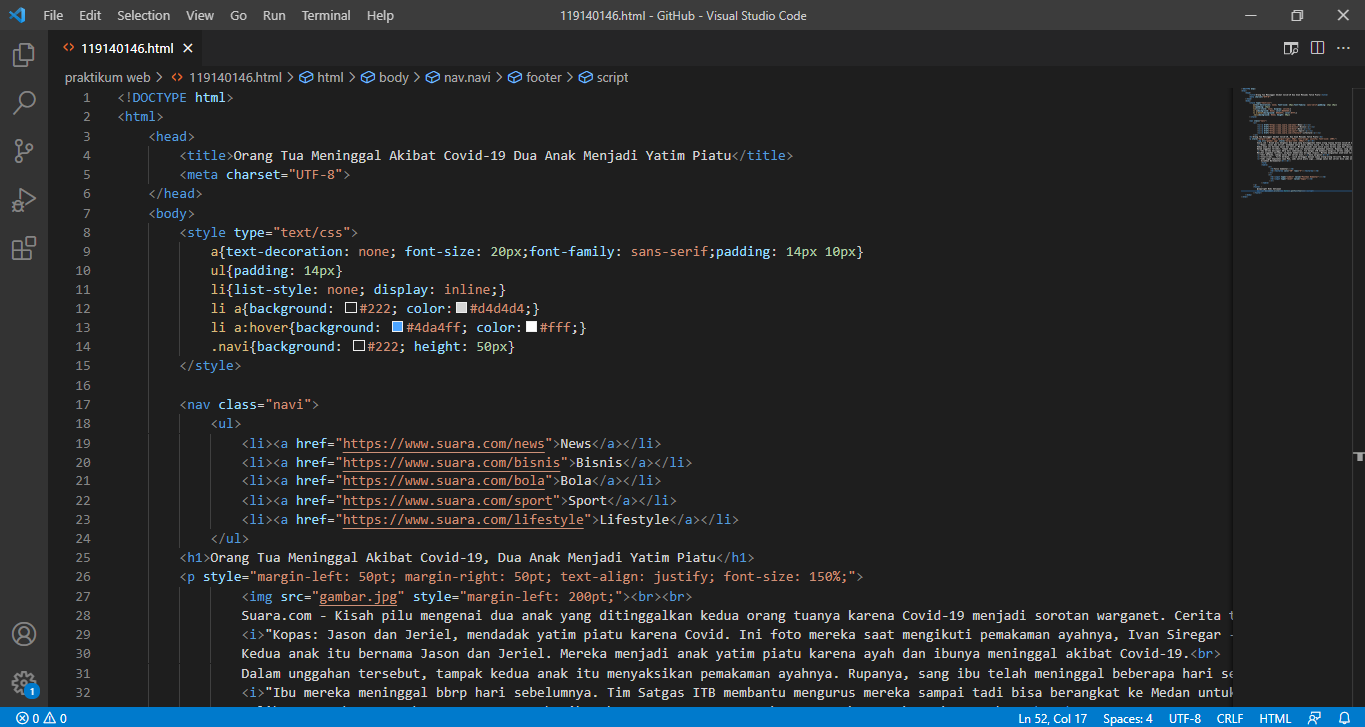 File Edit Selection View Go Run Terminal Help
119140146.html - GitHub - Visual Studio Code
<> 119140146.html
praktikum web > <> 119140146.html > html > body > nav.navi > footer > script
1 <!DOCTYPE html>
2 <html>
3 <head>
4 <title>Orang Tua Meninggal Akibat Covid-19 Dua Anak Menjadi Yatim Piatu</title>
5 <meta charset="UTF-8">
6 </head>
7 <body>
8 <style type="text/css">
9 a{text-decoration: none; font-size: 20px;font-family: sans-serif;padding: 14px 10px}
10 ul{padding: 14px}
11 li{list-style: none; display: inline;}
12 li a{background: #222; color: #d4d4d4;}
13 li a:hover{background: #4da4ff; color: #fff;}
14 .navi{background: #222; height: 50px}
15 </style>
16
17 <nav class="navi">
18 <ul>
19 <li><a href="https://www.suara.com/news">News</a></li>
20 <li><a href="https://www.suara.com/bisnis">Bisnis</a></li>
21 <li><a href="https://www.suara.com/bola">Bola</a></li>
22 <li><a href="https://www.suara.com/sport">Sport</a></li>
23 <li><a href="https://www.suara.com/lifestyle">Lifestyle</a></li>
24 </ul>
25 <h1>Orang Tua Meninggal Akibat Covid-19, Dua Anak Menjadi Yatim Piatu</h1>
26 <p style="margin-left: 50pt; margin-right: 50pt; text-align: justify; font-size: 150%;">
27 <img src="gambar.jpg" style="margin-left: 200pt;"><br><br>
28 Suara.com - Kisah pilu mengenai dua anak yang ditinggalkan kedua orang tuanya karena Covid-19 menjadi sorotan warganet. Cerita
29 <i>"Kopas: Jason dan Jeriel, mendadak yatim piatu karena Covid. Ini foto mereka saat mengikuti pemakaman ayahnya, Ivan Siregar
30 Kedua anak itu bernama Jason dan Jeriel. Mereka menjadi anak yatim piatu karena ayah dan ibunya meninggal akibat Covid-19.<br>
31 Dalam unggahan tersebut, tampak kedua anak itu menyaksikan pemakaman ayahnya. Rupanya, sang ibu telah meninggal beberapa hari se
32 <i>"Ibu mereka meninggal bbrp hari sebelumnya. Tim Satgas ITB membantu mengurus mereka sampai tadi bisa berangkat ke Medan untuk
1
0 0 Ln 52, Col 17 Spaces: 4 UTF-8 CRLF HTML